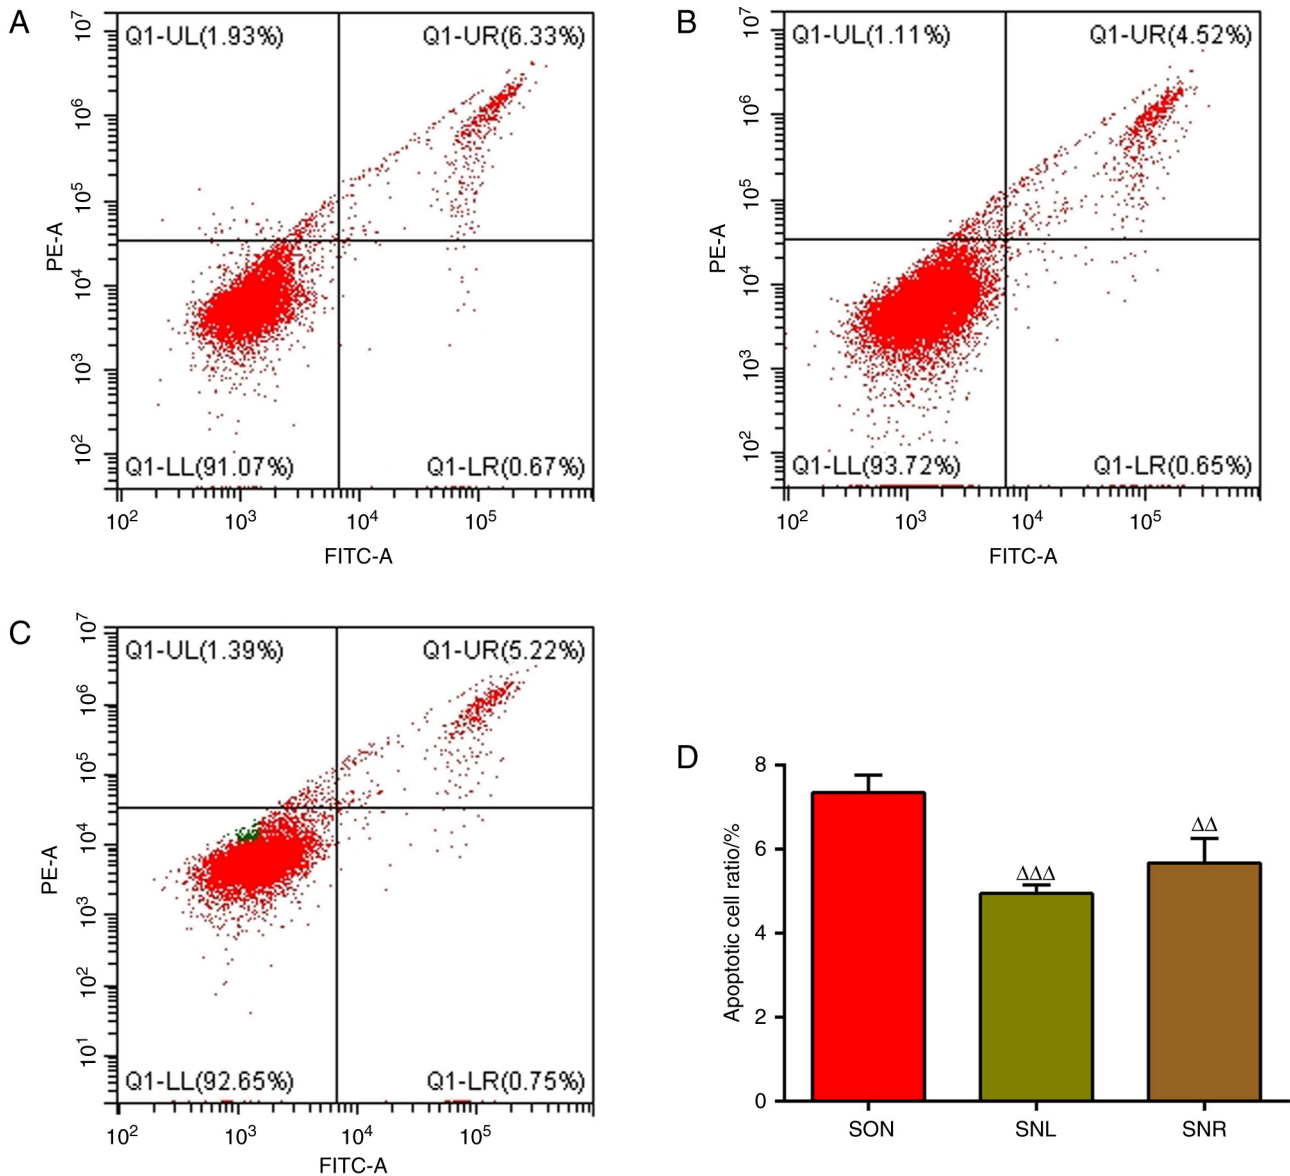 A
Q1-UL(1.93%)
Q1-UR(6.33%)
10^7
10^6
10^5
10^4
10^3
10^2
PE-A
Q1-LL(91.07%)
Q1-LR(0.67%)
10^2 10^3 10^4 10^5
FITC-A
B
Q1-UL(1.11%)
Q1-UR(4.52%)
10^7
10^6
10^5
10^4
10^3
10^2
PE-A
Q1-LL(93.72%)
Q1-LR(0.65%)
10^2 10^3 10^4 10^5
FITC-A
C
Q1-UL(1.39%)
Q1-UR(5.22%)
10^7
10^6
10^5
10^4
10^3
10^2
10^1
PE-A
Q1-LL(92.65%)
Q1-LR(0.75%)
10^2 10^3 10^4 10^5
FITC-A
D
8
6
4
2
0
Apoptotic cell ratio/%
ΔΔΔ
ΔΔ
SON SNL SNR